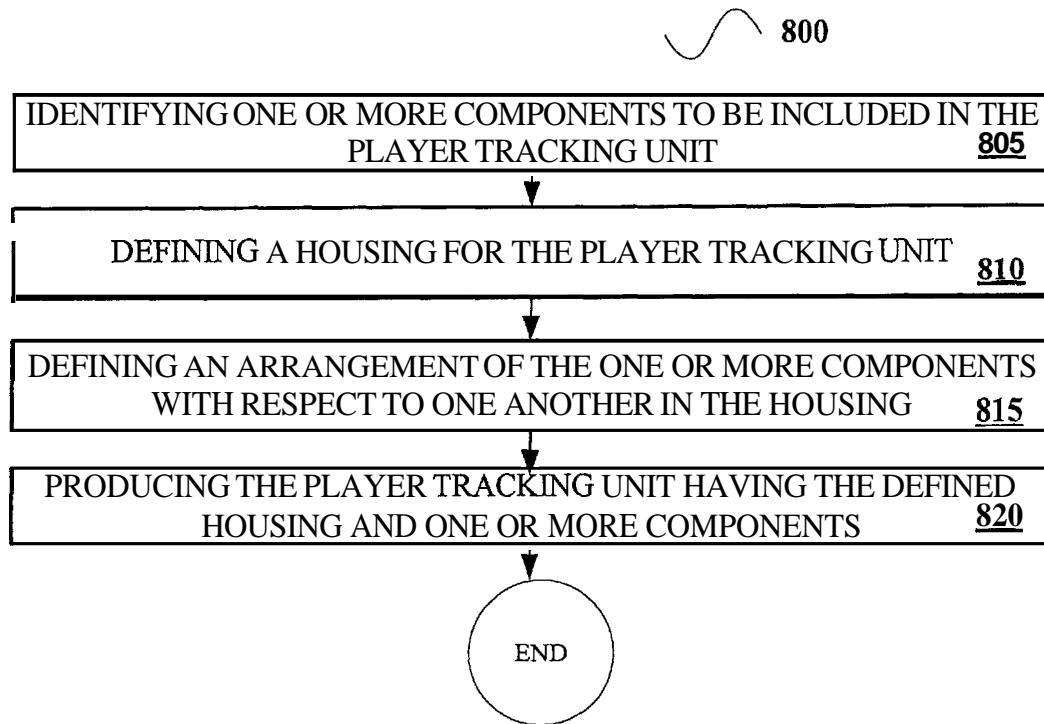 800
IDENTIFYING ONE OR MORE COMPONENTS TO BE INCLUDED IN THE
PLAYER TRACKING UNIT
805
DEFINING A HOUSING FOR THE PLAYER TRACKING UNIT
810
DEFINING AN ARRANGEMENT OF THE ONE OR MORE COMPONENTS
WITH RESPECT TO ONE ANOTHER IN THE HOUSING
815
PRODUCING THE PLAYER TRACKING UNIT HAVING THE DEFINED
HOUSING AND ONE OR MORE COMPONENTS
820
END